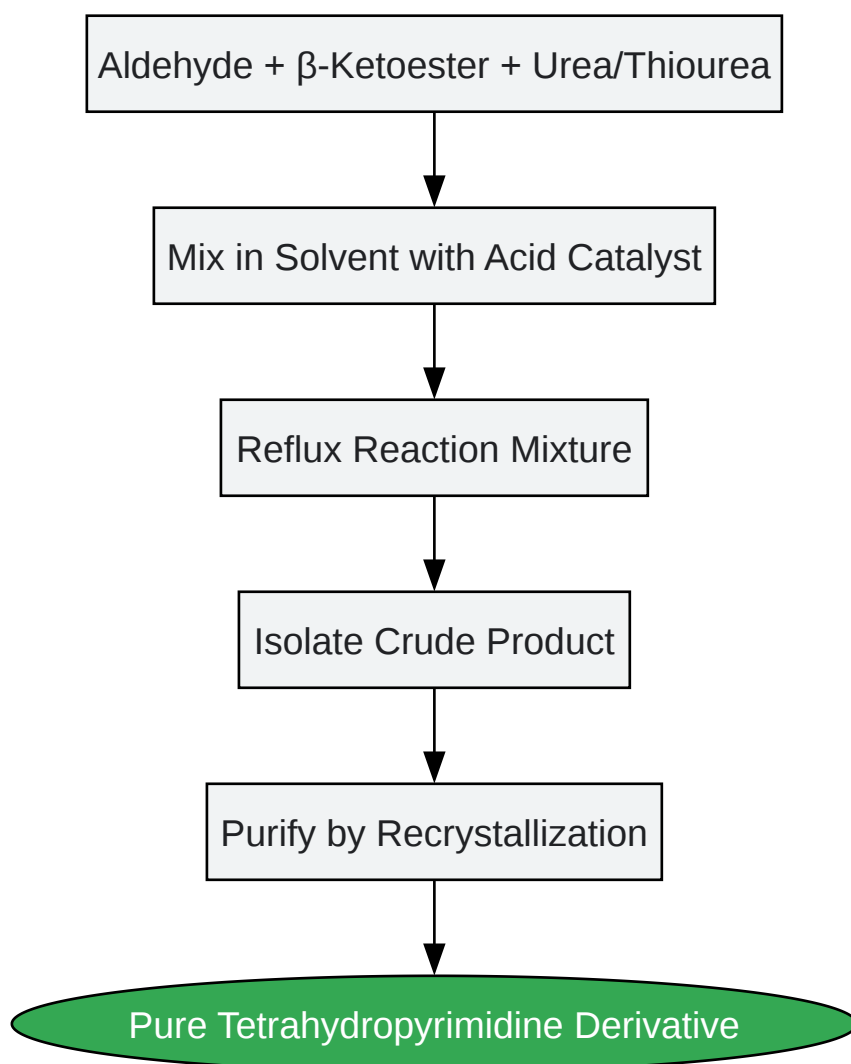 Aldehyde + β-Ketoester + Urea/Thiourea
Mix in Solvent with Acid Catalyst
Reflux Reaction Mixture
Isolate Crude Product
Purify by Recrystallization
Pure Tetrahydropyrimidine Derivative